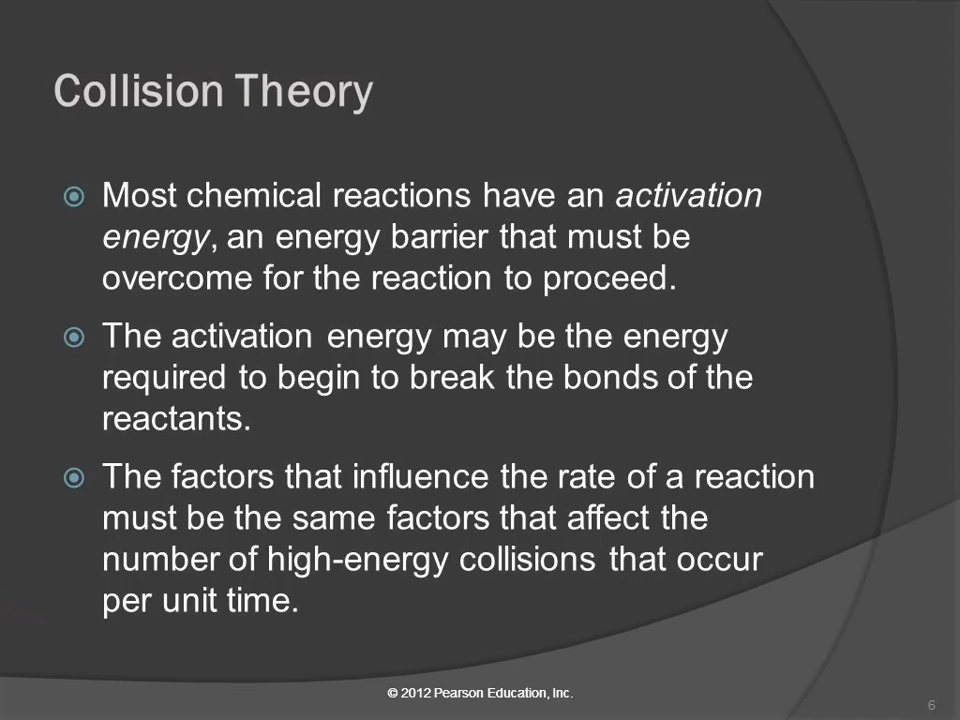 Collision Theory
Most chemical reactions have an activation
energy, an energy barrier that must be
overcome for the reaction to proceed.
The activation energy may be the energy
required to begin to break the bonds of the
reactants.
The factors that influence the rate of a reaction
must be the same factors that affect the
number of high-energy collisions that occur
per unit time.
© 2012 Pearson Education, Inc.
6